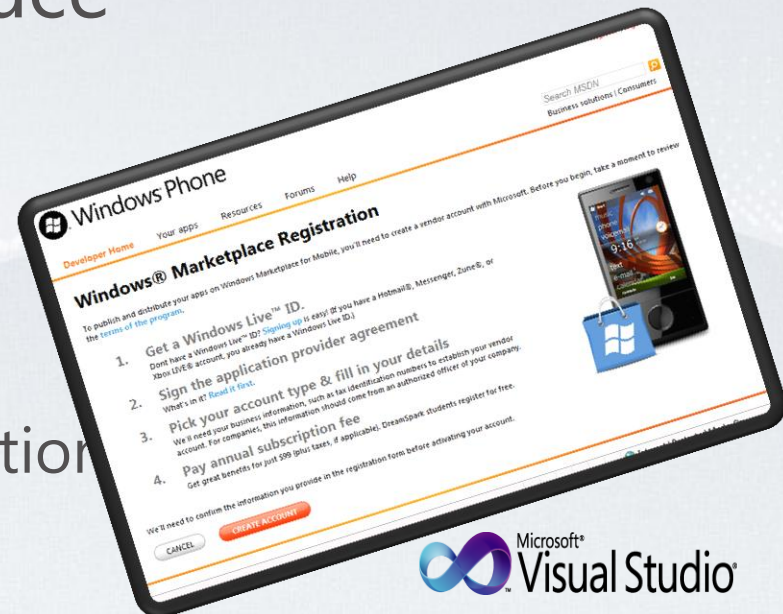 Search MSDN
Business solutions | Consumers
Windows® Phone
Developer Home Your apps Resources Forums Help
Windows® Marketplace Registration
To publish and distribute your apps on Windows Marketplace for Mobile, you'll need to create a vendor account with Microsoft. Before you begin, take a moment to review
the terms of the program.
1. Get a Windows Live™ ID.
Dont have a Windows Live™ ID? Signing up is easy! (If you have a Hotmail®, Messenger, Zune®, or
Xbox LIVE® account, you already have a Windows Live ID.)
2. Sign the application provider agreement
What's in it? Read it first.
3. Pick your account type & fill in your details
We'll need your business information, such as tax identification numbers to establish your vendor
account. For companies, this information should come from an authorized officer of your company.
4. Pay annual subscription fee
Get great benefits for just $99 (plus taxes, if applicable). DreamSpark students register for free.
We'll need to confirm the information you provide in the registration form before activating your account.
CANCEL CREATE ACCOUNT
music
phone
voicemail
9:16
text
e-mail
Microsoft®
Visual Studio®